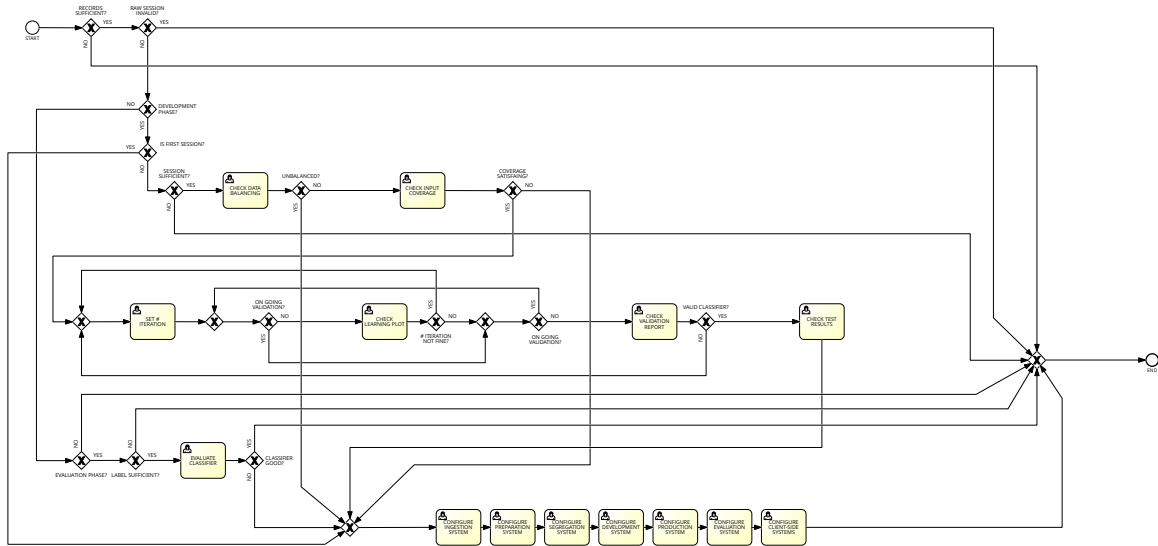 RECORDS
SUFFICIENT?
RAW SESSION
INVALID?
YES
YES
START
NO
NO
NO
DEVELOPMENT
PHASE?
YES
YES
IS FIRST SESSION?
NO
SESSION
SUFFICIENT?
YES
NO
CHECK DATA
BALANCING
UNBALANCED?
NO
YES
CHECK INPUT
COVERAGE
COVERAGE
SATISFAING?
NO
YES
SET #
ITERATION
ON GOING
VALIDATION?
NO
YES
CHECK
LEARNING PLOT
YES
NO
# ITERATION
NOT FINE?
YES
NO
ON GOING
VALIDATION?
CHECK
VALIDATION
REPORT
VALID CLASSIFIER?
YES
NO
CHECK TEST
RESULTS
END
NO
YES
EVALUATION PHASE?
NO
YES
LABEL SUFFICIENT?
EVALUATE
CLASSIFIER
YES
CLASSIFIER
GOOD?
NO
CONFIGURE
INGESTION
SYSTEM
CONFIGURE
PREPARATION
SYSTEM
CONFIGURE
SEGREGATION
SYSTEM
CONFIGURE
DEVELOPMENT
SYSTEM
CONFIGURE
PRODUCTION
SYSTEM
CONFIGURE
EVALUATION
SYSTEM
CONFIGURE
CLIENT-SIDE
SYSTEMS